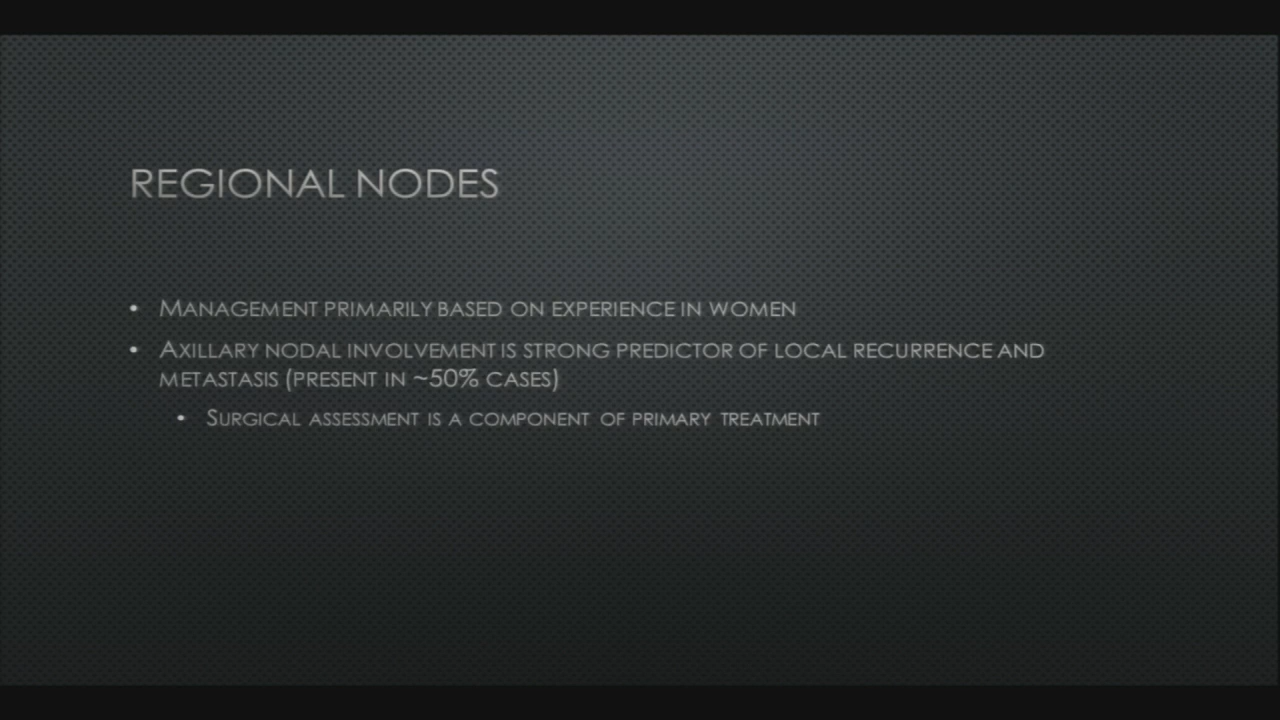 REGIONAL NODES
• MANAGEMENT PRIMARILY BASED ON EXPERIENCE IN WOMEN
• AXILLARY NODAL INVOLVEMENT IS STRONG PREDICTOR OF LOCAL RECURRENCE AND
METASTASIS (PRESENT IN ~50% CASES)
• SURGICAL ASSESSMENT IS A COMPONENT OF PRIMARY TREATMENT